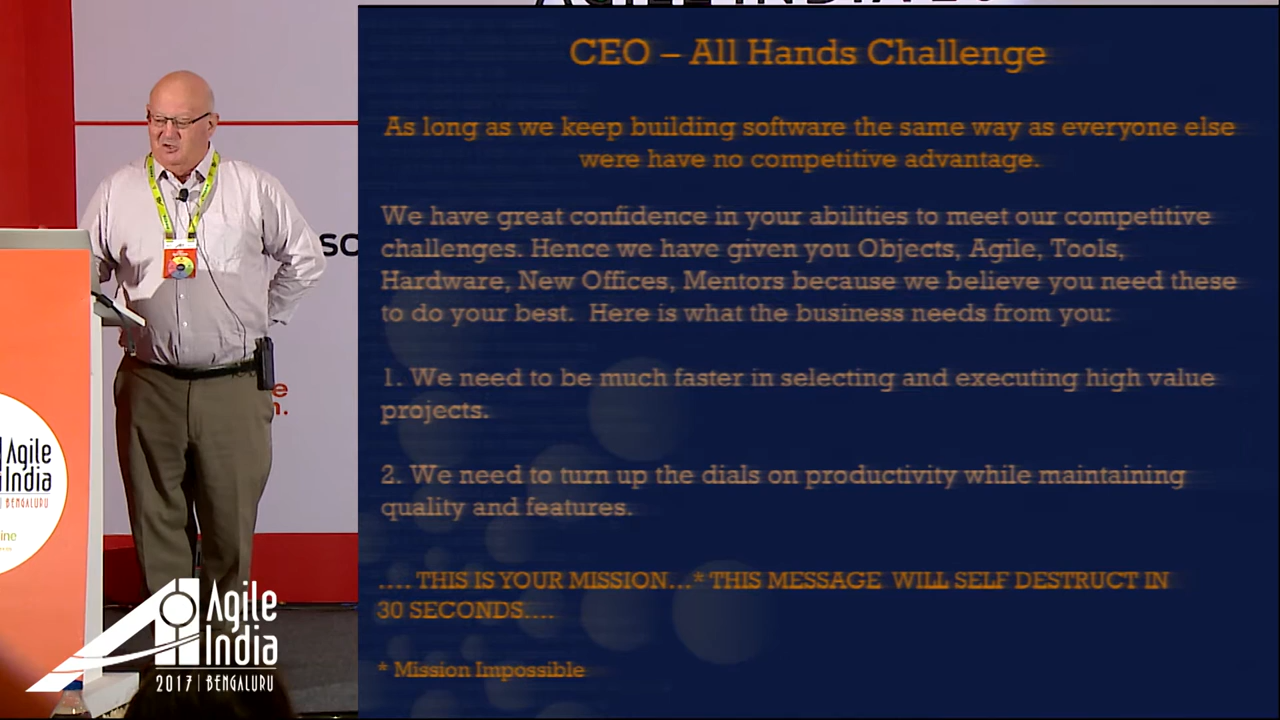 CEO – All Hands Challenge
As long as we keep building software the same way as everyone else
were have no competitive advantage.
We have great confidence in your abilities to meet our competitive
challenges. Hence we have given you Objects, Agile, Tools,
Hardware, New Offices, Mentors because we believe you need these
to do your best. Here is what the business needs from you:
1. We need to be much faster in selecting and executing high value
projects.
2. We need to turn up the dials on productivity while maintaining
quality and features.
.... THIS IS YOUR MISSION...* THIS MESSAGE WILL SELF DESTRUCT IN
30 SECONDS....
* Mission Impossible
Agile
India
BENGALURU
Agile
India
2017 | BENGALURU